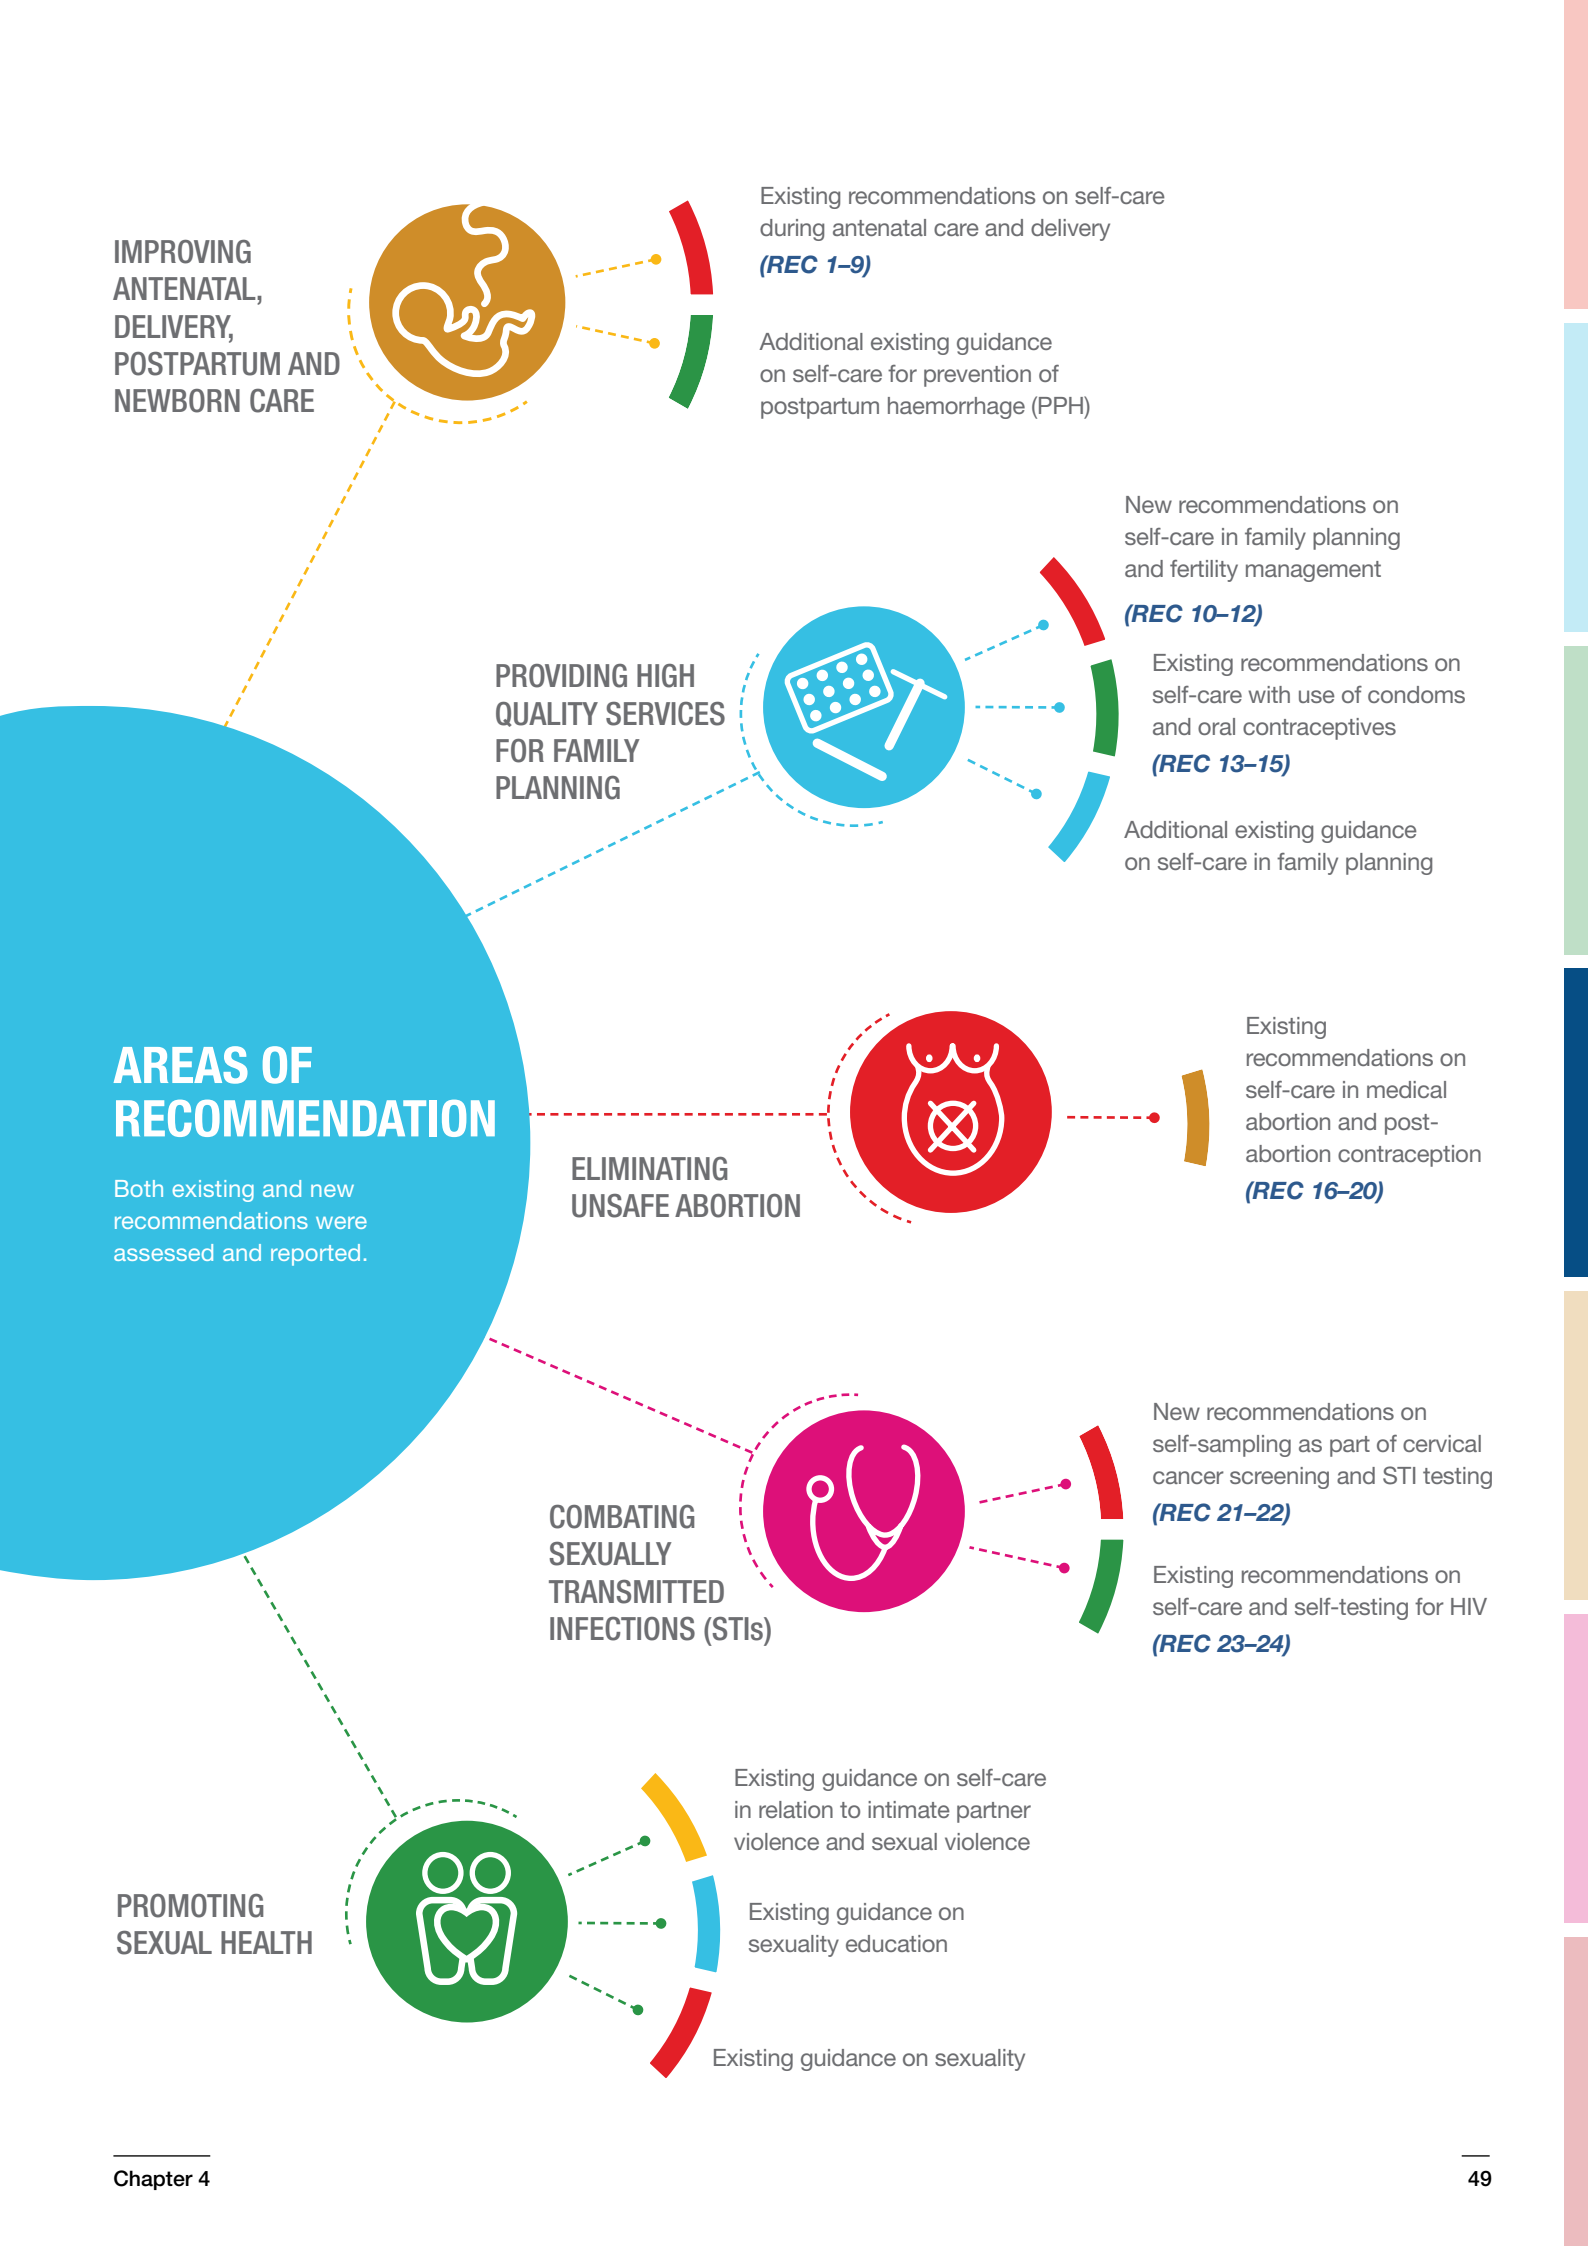 IMPROVING
ANTENATAL,
DELIVERY,
POSTPARTUM AND
NEWBORN CARE
Existing recommendations on self-care
during antenatal care and delivery
(REC 1–9)
Additional existing guidance
on self-care for prevention of
postpartum haemorrhage (PPH)
PROVIDING HIGH
QUALITY SERVICES
FOR FAMILY
PLANNING
New recommendations on
self-care in family planning
and fertility management
(REC 10–12)
Existing recommendations on
self-care with use of condoms
and oral contraceptives
(REC 13–15)
Additional existing guidance
on self-care in family planning
AREAS OF
RECOMMENDATION
Both existing and new
recommendations were
assessed and reported.
ELIMINATING
UNSAFE ABORTION
Existing
recommendations on
self-care in medical
abortion and post-
abortion contraception
(REC 16–20)
COMBATING
SEXUALLY
TRANSMITTED
INFECTIONS (STIs)
New recommendations on
self-sampling as part of cervical
cancer screening and STI testing
(REC 21–22)
Existing recommendations on
self-care and self-testing for HIV
(REC 23–24)
PROMOTING
SEXUAL HEALTH
Existing guidance on self-care
in relation to intimate partner
violence and sexual violence
Existing guidance on
sexuality education
Existing guidance on sexuality
Chapter 4
49